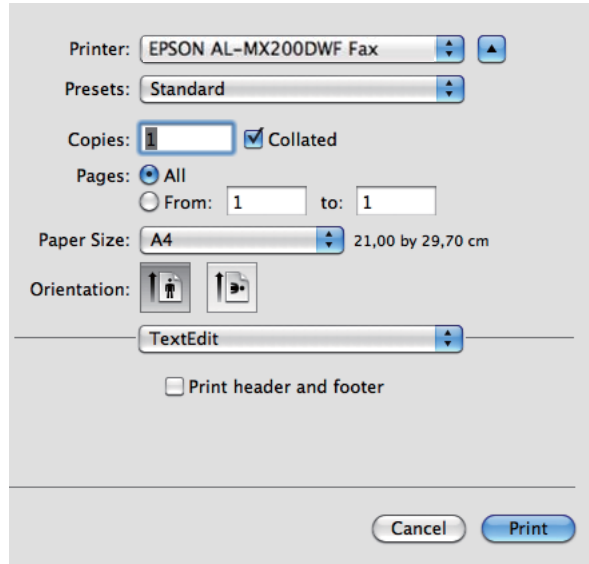 Printer: EPSON AL-MX200DWF Fax
Presets: Standard
Copies: 1 Collated
Pages: All
From: 1 to: 1
Paper Size: A4 21,00 by 29,70 cm
Orientation:
TextEdit
Print header and footer
Cancel Print